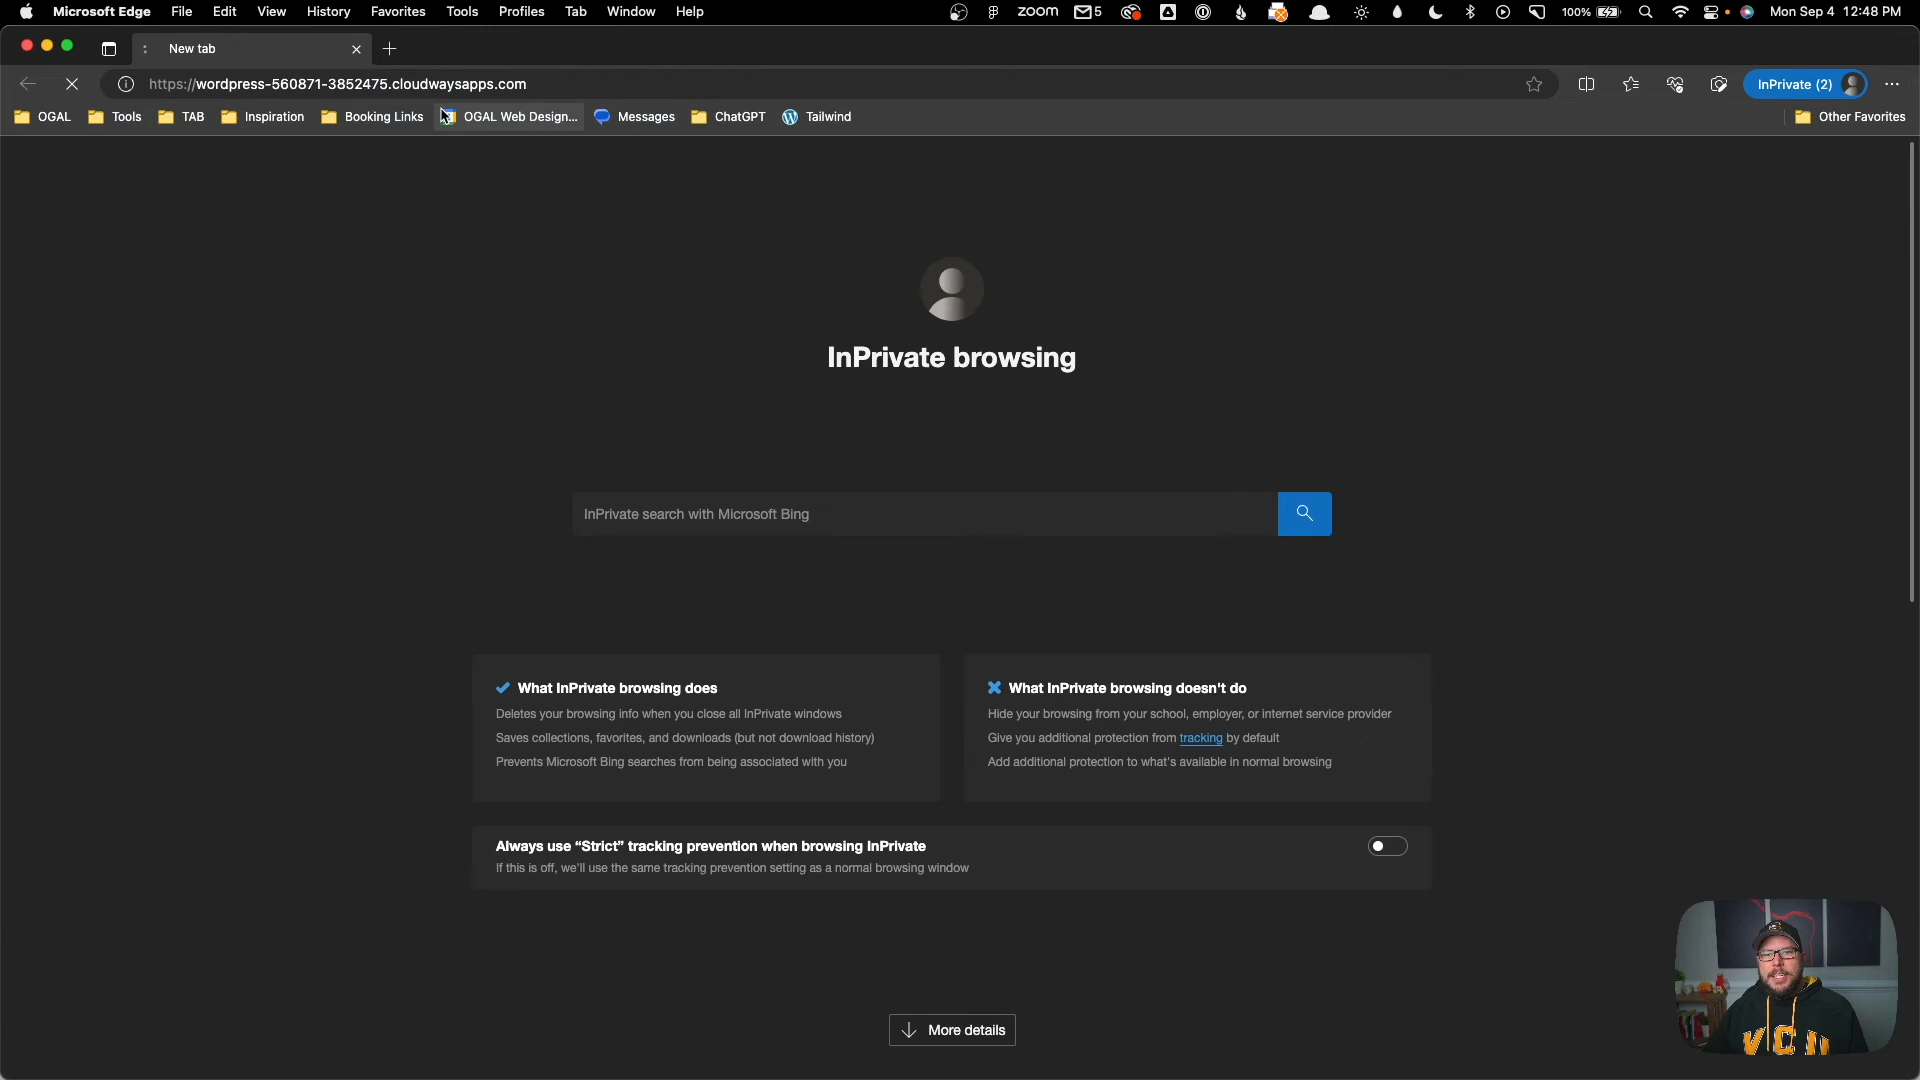 Microsoft Edge File Edit View History Favorites Tools Profiles Tab Window Help zoom 5 100% Mon Sep 4 12:48 PM
New tab
https://wordpress-560871-3852475.cloudwaysapps.com InPrivate (2)
OGAL Tools TAB Inspiration Booking Links OGAL Web Design... Messages ChatGPT Tailwind Other Favorites
InPrivate browsing
InPrivate search with Microsoft Bing
What InPrivate browsing does
Deletes your browsing info when you close all InPrivate windows
Saves collections, favorites, and downloads (but not download history)
Prevents Microsoft Bing searches from being associated with you
What InPrivate browsing doesn't do
Hide your browsing from your school, employer, or internet service provider
Give you additional protection from tracking by default
Add additional protection to what's available in normal browsing
Always use “Strict” tracking prevention when browsing InPrivate
If this is off, we'll use the same tracking prevention setting as a normal browsing window
More details
VCU